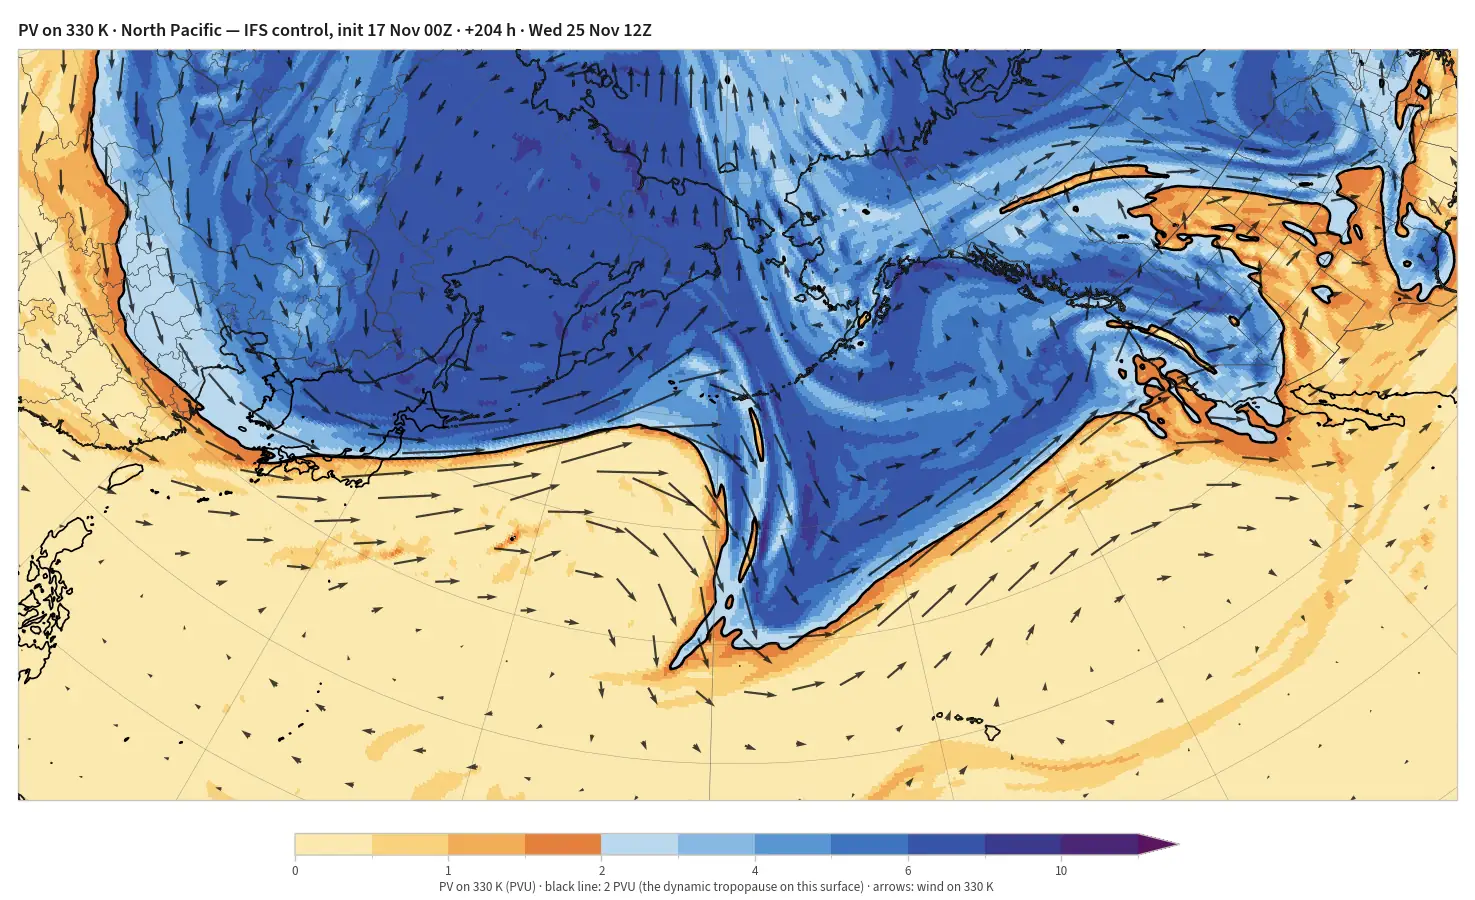 PV on 330 K · North Pacific — IFS control, init 17 Nov 00Z · +204 h · Wed 25 Nov 12Z
0 1 2 4 6 10
PV on 330 K (PVU) · black line: 2 PVU (the dynamic tropopause on this surface) · arrows: wind on 330 K